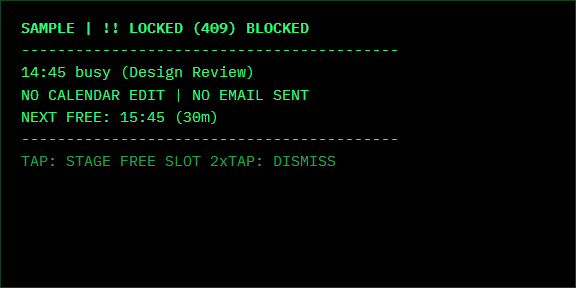 SAMPLE | !! LOCKED (409) BLOCKED
------------------------------------------
14:45 busy (Design Review)
NO CALENDAR EDIT | NO EMAIL SENT
NEXT FREE: 15:45 (30m)
------------------------------------------
TAP: STAGE FREE SLOT 2xTAP: DISMISS